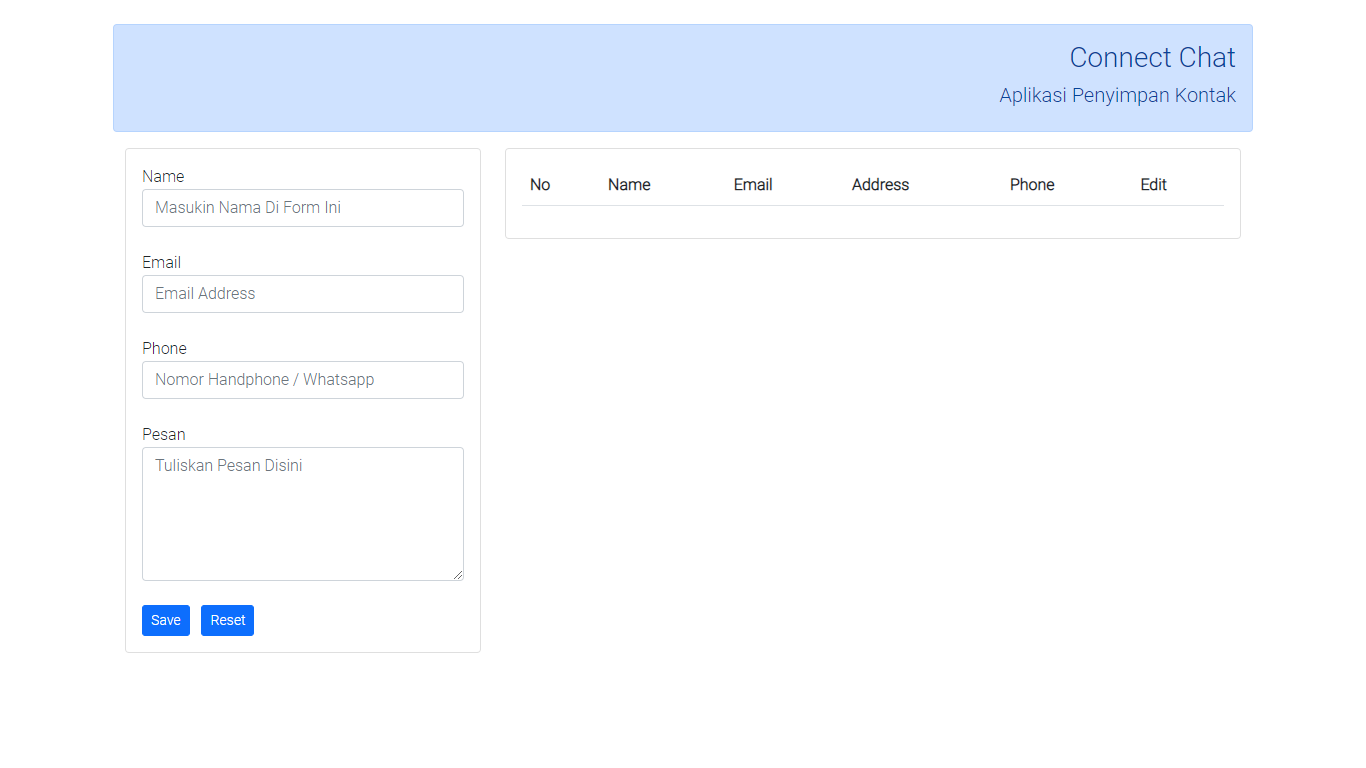 Connect Chat
Aplikasi Penyimpan Kontak
Name
Masukin Nama Di Form Ini
Email
Email Address
Phone
Nomor Handphone / Whatsapp
Pesan
Tuliskan Pesan Disini
Save Reset
No Name Email Address Phone Edit